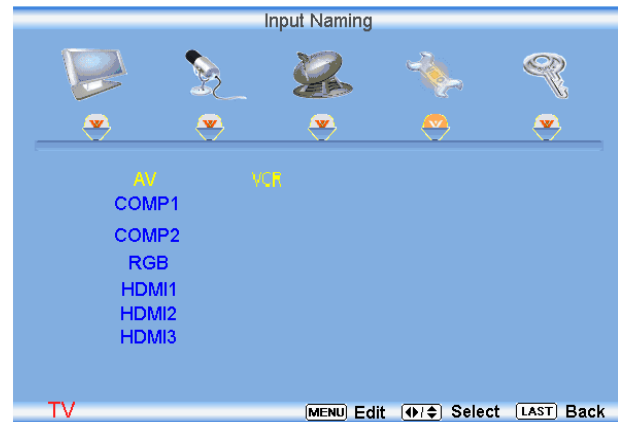 Input Naming
AV VCR
COMP1
COMP2
RGB
HDMI1
HDMI2
HDMI3
TV MENU Edit Select LAST Back